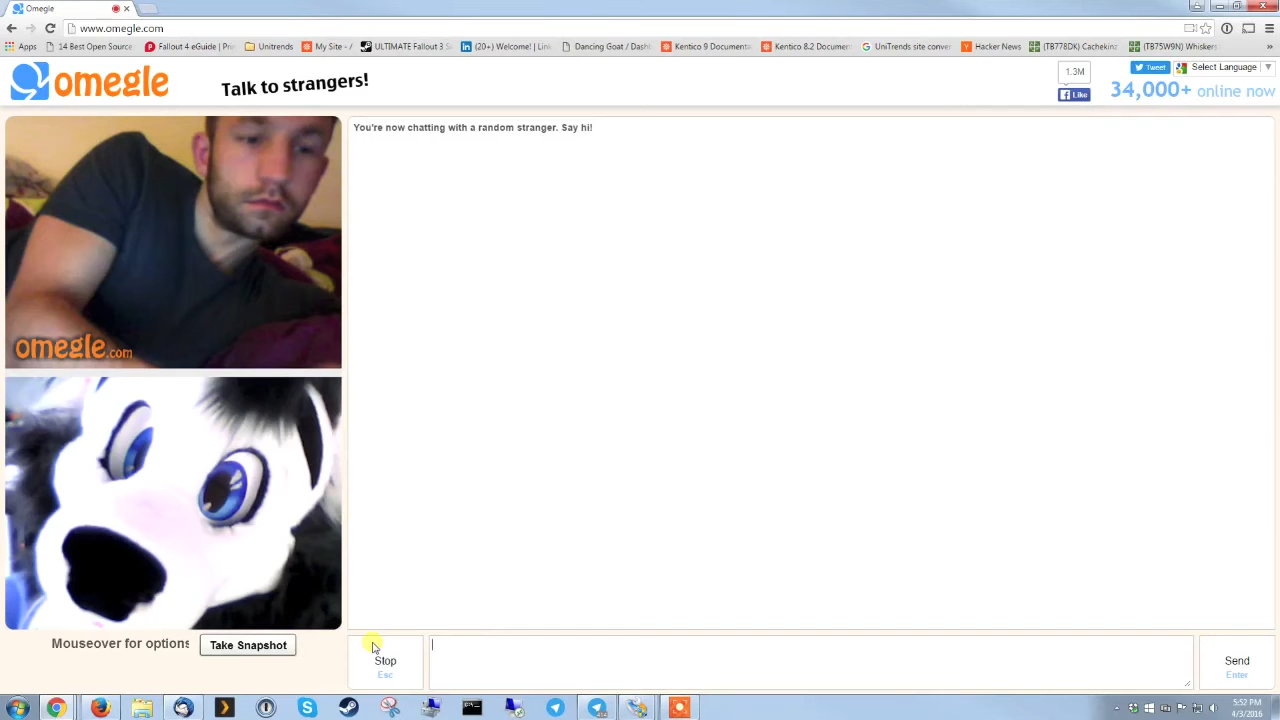 Omegle
www.omegle.com
Apps
14 Best Open Source
Fallout 4 eGuide | Pr
Unitrends
My Site - /
ULTIMATE Fallout 3
(20+) Welcome! | Lin
Dancing Goat / Dash
Kentico 9 Documenta
Kentico 8.2 Documen
UniTrends site conver
Hacker News
(TB778DK) Cachekinz
(TB75W9N) Whiskers
»
omegle
Talk to strangers!
1.3M
Like
Tweet
Select Language
34,000+ online now
You're now chatting with a random stranger. Say hi!
omegle.com
Mouseover for options
Take Snapshot
Stop
Esc
Send
Enter
5:52 PM
4/3/2016